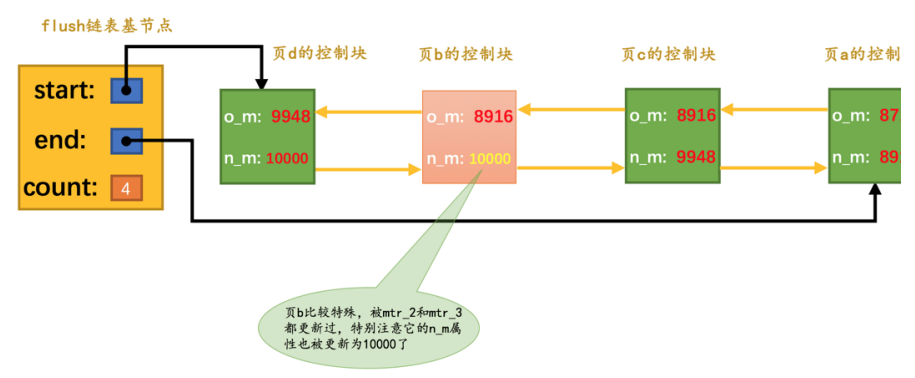 flush链表基节点
页d的控制块
页b的控制块
页c的控制块
页a的控制
start:
end:
count: 4
o_m: 9948
n_m: 10000
o_m: 8916
n_m: 10000
o_m: 8916
n_m: 9948
o_m: 87
n_m: 89
页b比较特殊，被mtr_2和mtr_3
都更新过，特别注意它的n_m属
性也被更新为10000了